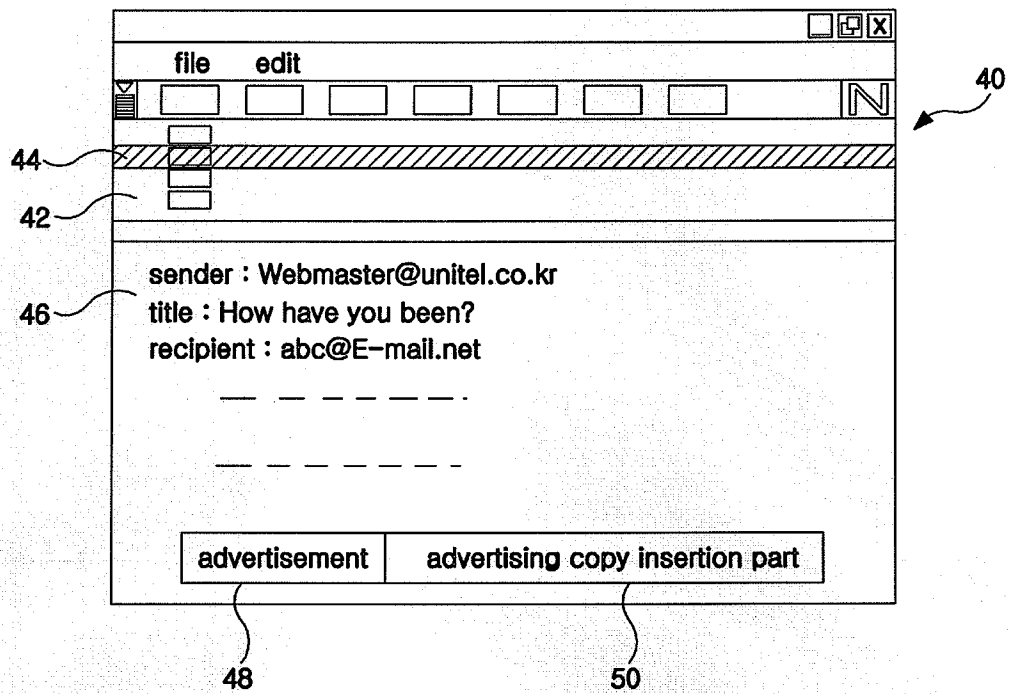 X
file edit
N
40
44
42
sender : Webmaster@unitel.co.kr
46
title : How have you been?
recipient : abc@E-mail.net
advertisement advertising copy insertion part
48 50